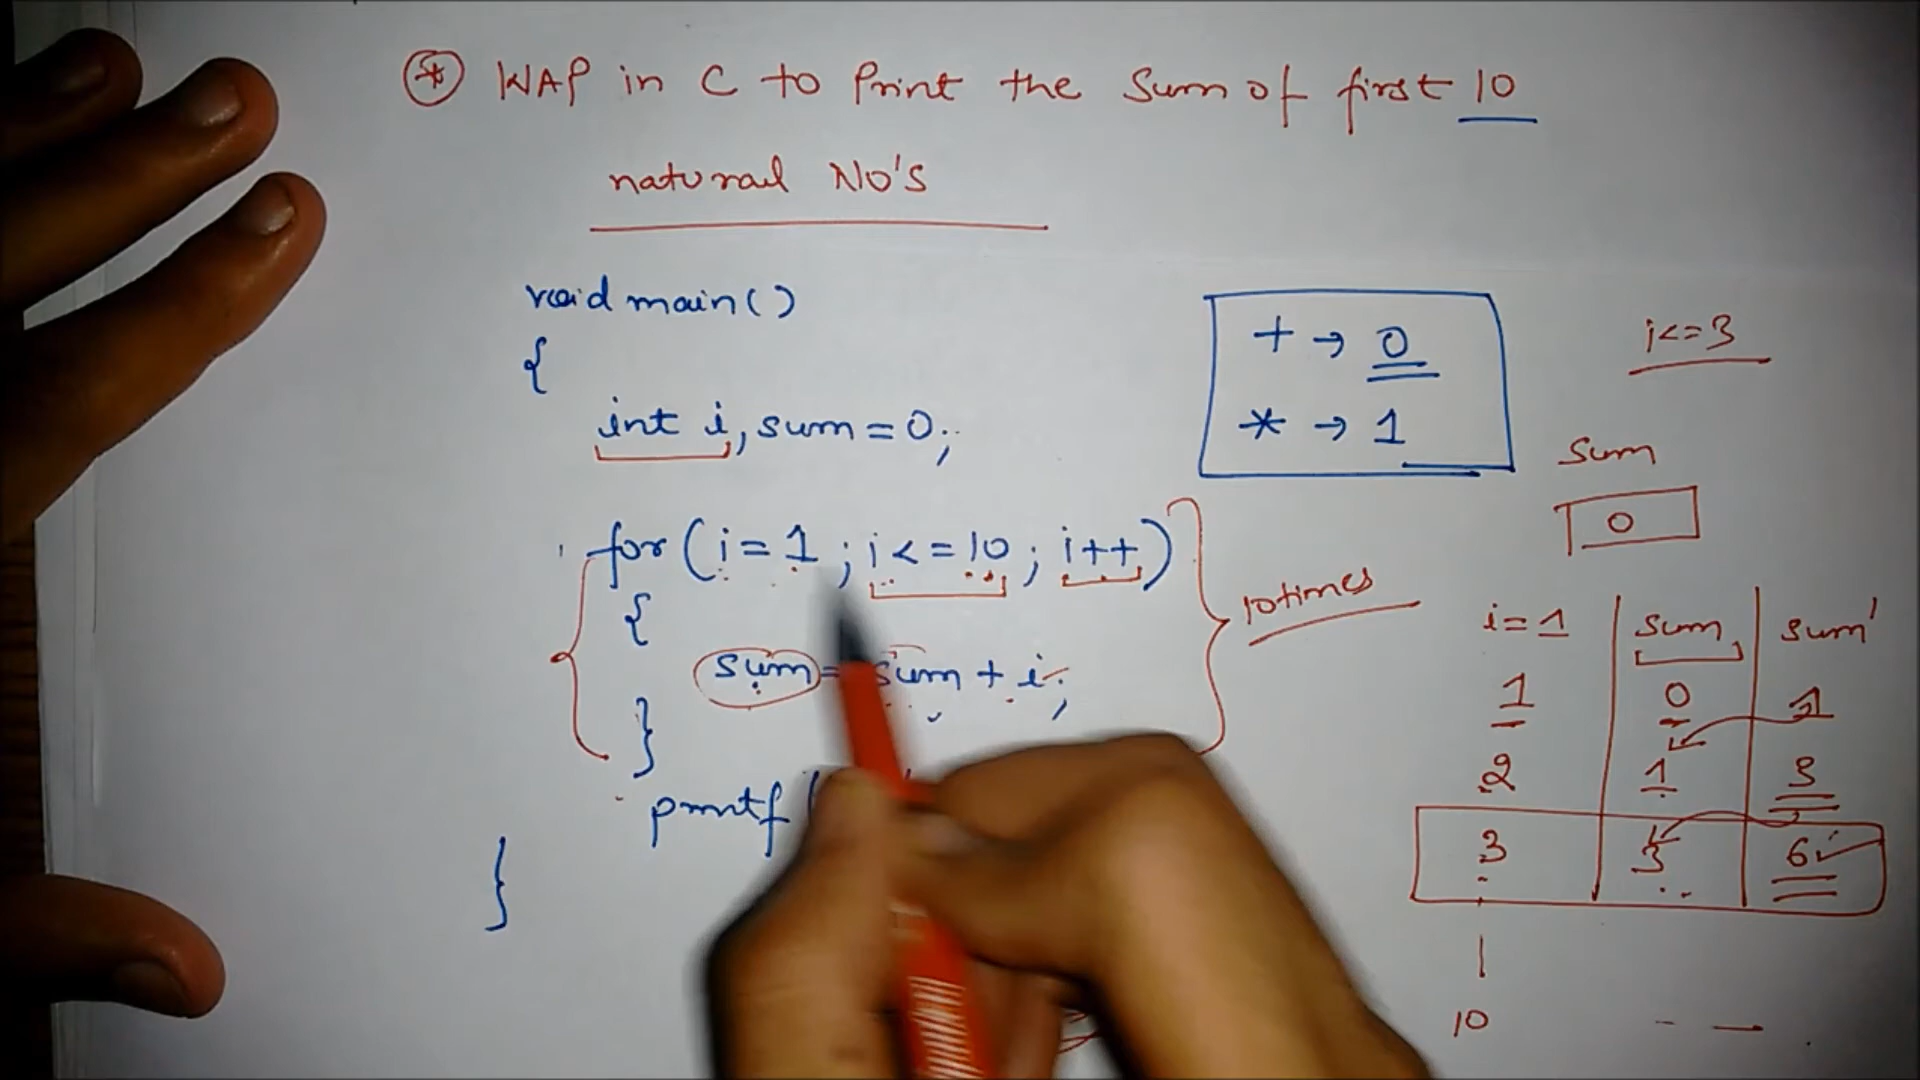 * WAP in C to Print the Sum of first 10
natural No's
void main()
{
int i, sum = 0;
for (i = 1; i <= 10; i++)
{
sum = sum + i;
}
printf (
}
+ → 0
* → 1
10times
i<=3
sum
0
i=1 sum sum'
1 0 1
2 1 3
3 3 6
10 - -